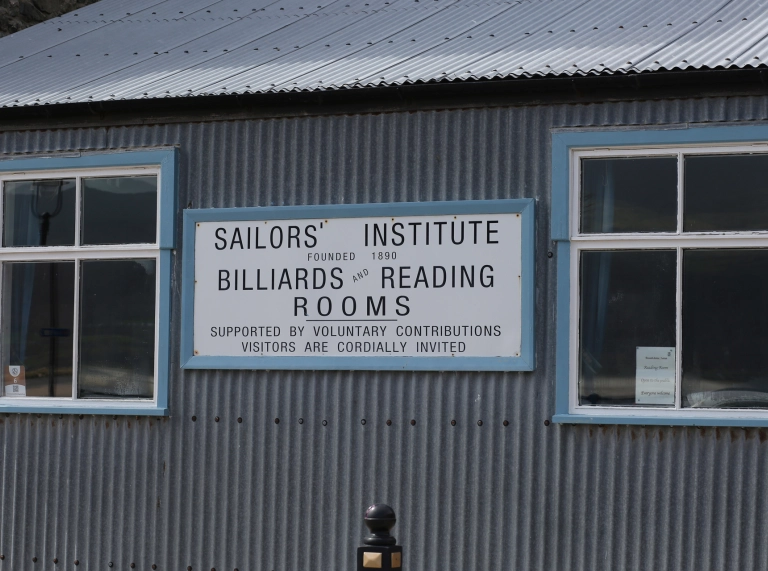 SAILORS' INSTITUTE
FOUNDED 1890
BILLIARDS AND READING
ROOMS
SUPPORTED BY VOLUNTARY CONTRIBUTIONS
VISITORS ARE CORDIALLY INVITED